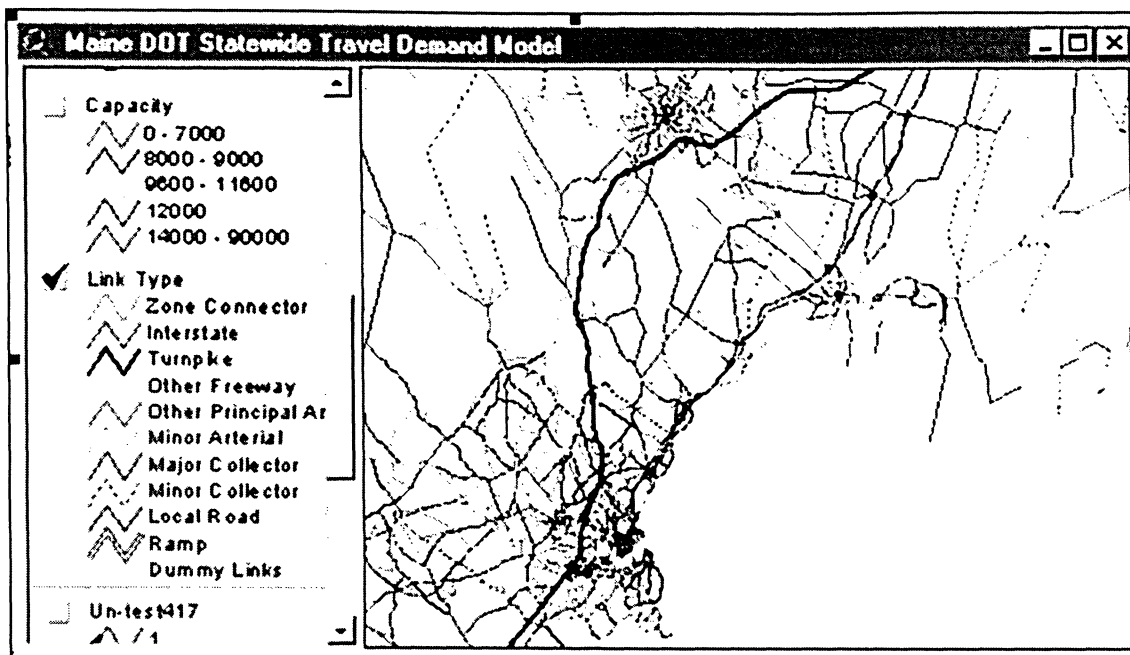 Maine DOT Statewide Travel Demand Model
Capacity
0 - 7000
8000 - 9000
9600 - 11600
12000
14000 - 90000
Link Type
Zone Connector
Interstate
Turnpike
Other Freeway
Other Principal Ar
Minor Arterial
Major Collector
Minor Collector
Local Road
Ramp
Dummy Links
Un-test417
1